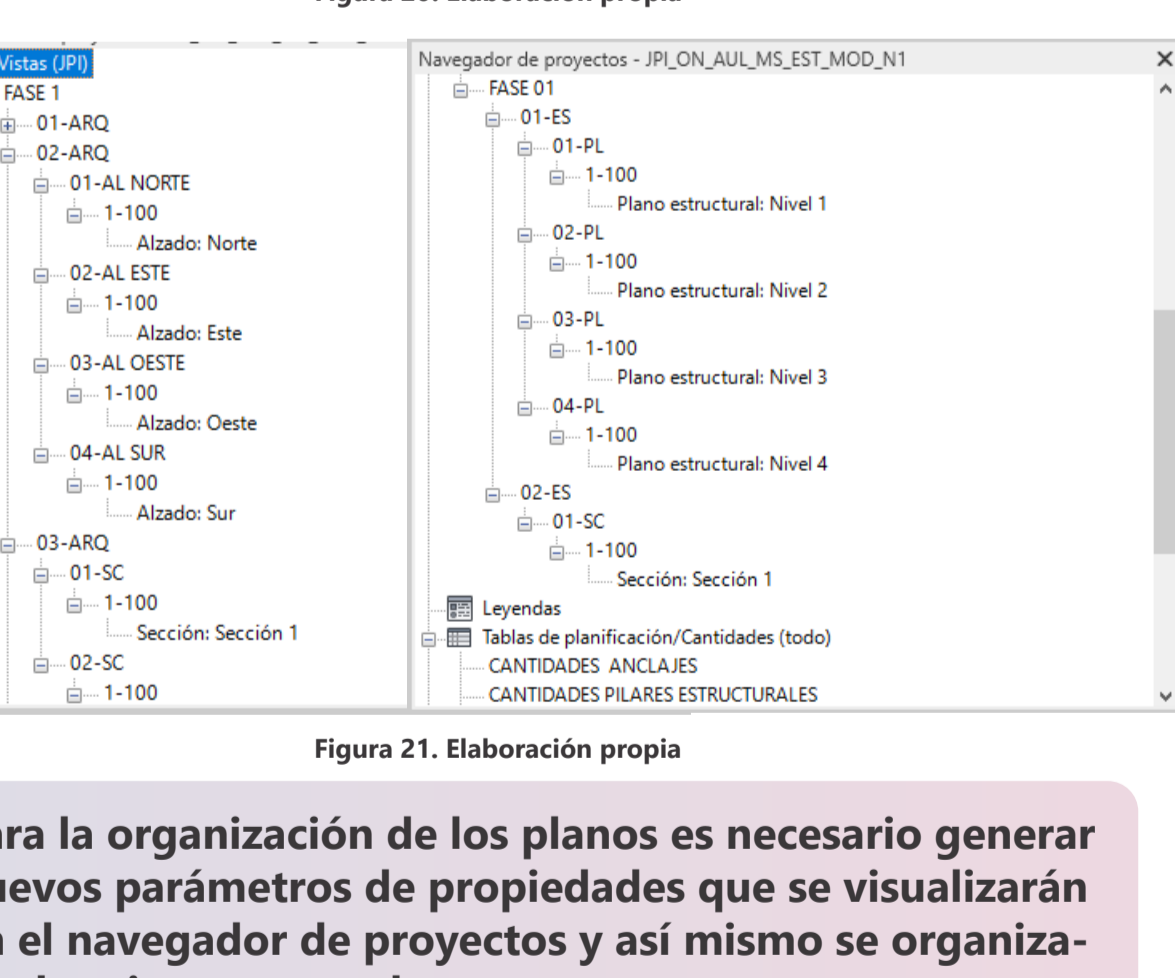 Vistas (JPI)
FASE 1
01-ARQ
02-ARQ
01-AL NORTE
1-100
Alzado: Norte
02-AL ESTE
1-100
Alzado: Este
03-AL OESTE
1-100
Alzado: Oeste
04-AL SUR
1-100
Alzado: Sur
03-ARQ
01-SC
1-100
Sección: Sección 1
02-SC
1-100
Navegador de proyectos - JPI_ON_AUL_MS_EST_MOD_N1
FASE 01
01-ES
01-PL
1-100
Plano estructural: Nivel 1
02-PL
1-100
Plano estructural: Nivel 2
03-PL
1-100
Plano estructural: Nivel 3
04-PL
1-100
Plano estructural: Nivel 4
02-ES
01-SC
1-100
Sección: Sección 1
Leyendas
Tablas de planificación/Cantidades (todo)
CANTIDADES ANCLAJES
CANTIDADES PILARES ESTRUCTURALES
Figura 21. Elaboración propia
ara la organización de los planos es necesario generar
uevos parámetros de propiedades que se visualizarán
n el navegador de proyectos y así mismo se organiza-